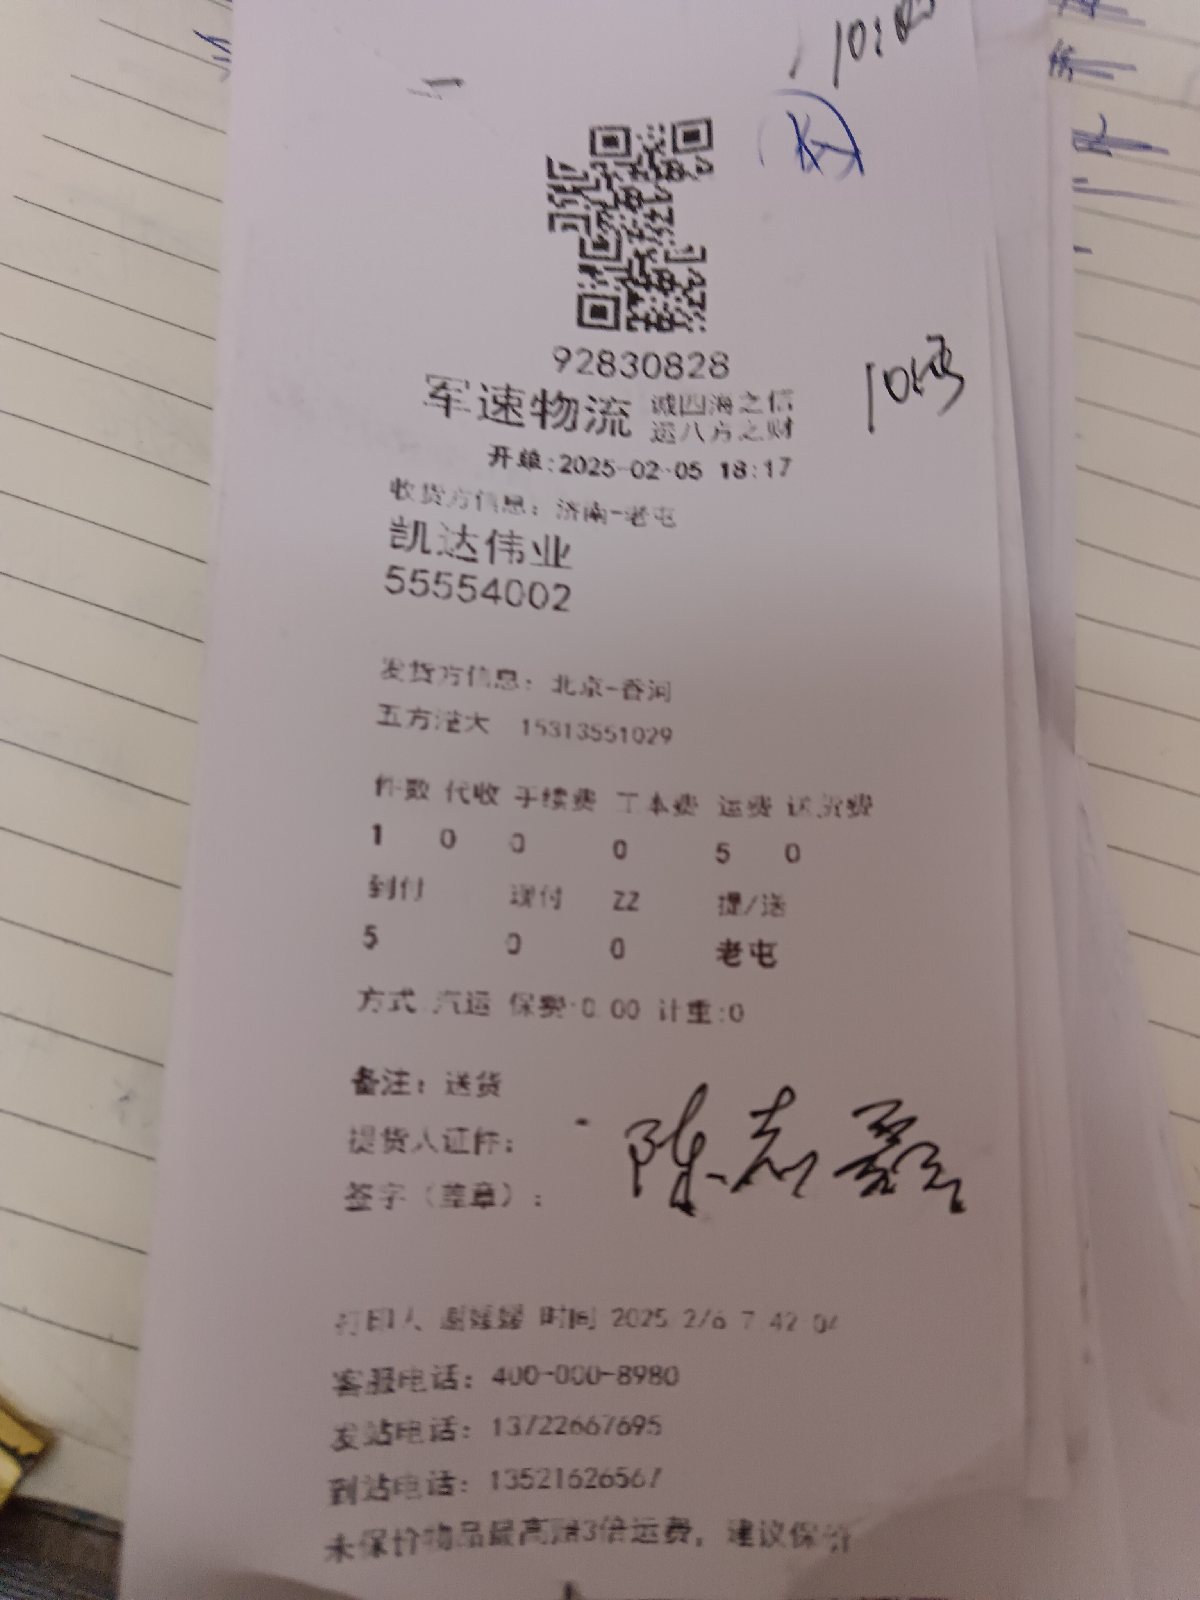 92830828
军速物流 诚四海之信
运八方之财
开单:2025-02-05 18:17
收货方信息: 济南-老屯
凯达伟业
55554002
发货方信息: 北京-香河
五方 大 15313551029
件数 代收 手续费 工本费 运费 送货费
1 0 0 0 5 0
到付 现付 ZZ 提/送
5 0 0 老屯
方式 汽运 保费:0.00 计重:0
备注: 送货
提货人证件:
签字 (盖章) :
陈志磊
打印人 谢媛媛 时间 2025/2/6 7:42:04
客服电话: 400-000-8980
发站电话: 13722667695
到站电话: 13521626567
未保价物品最高赔3倍运费, 建议保价